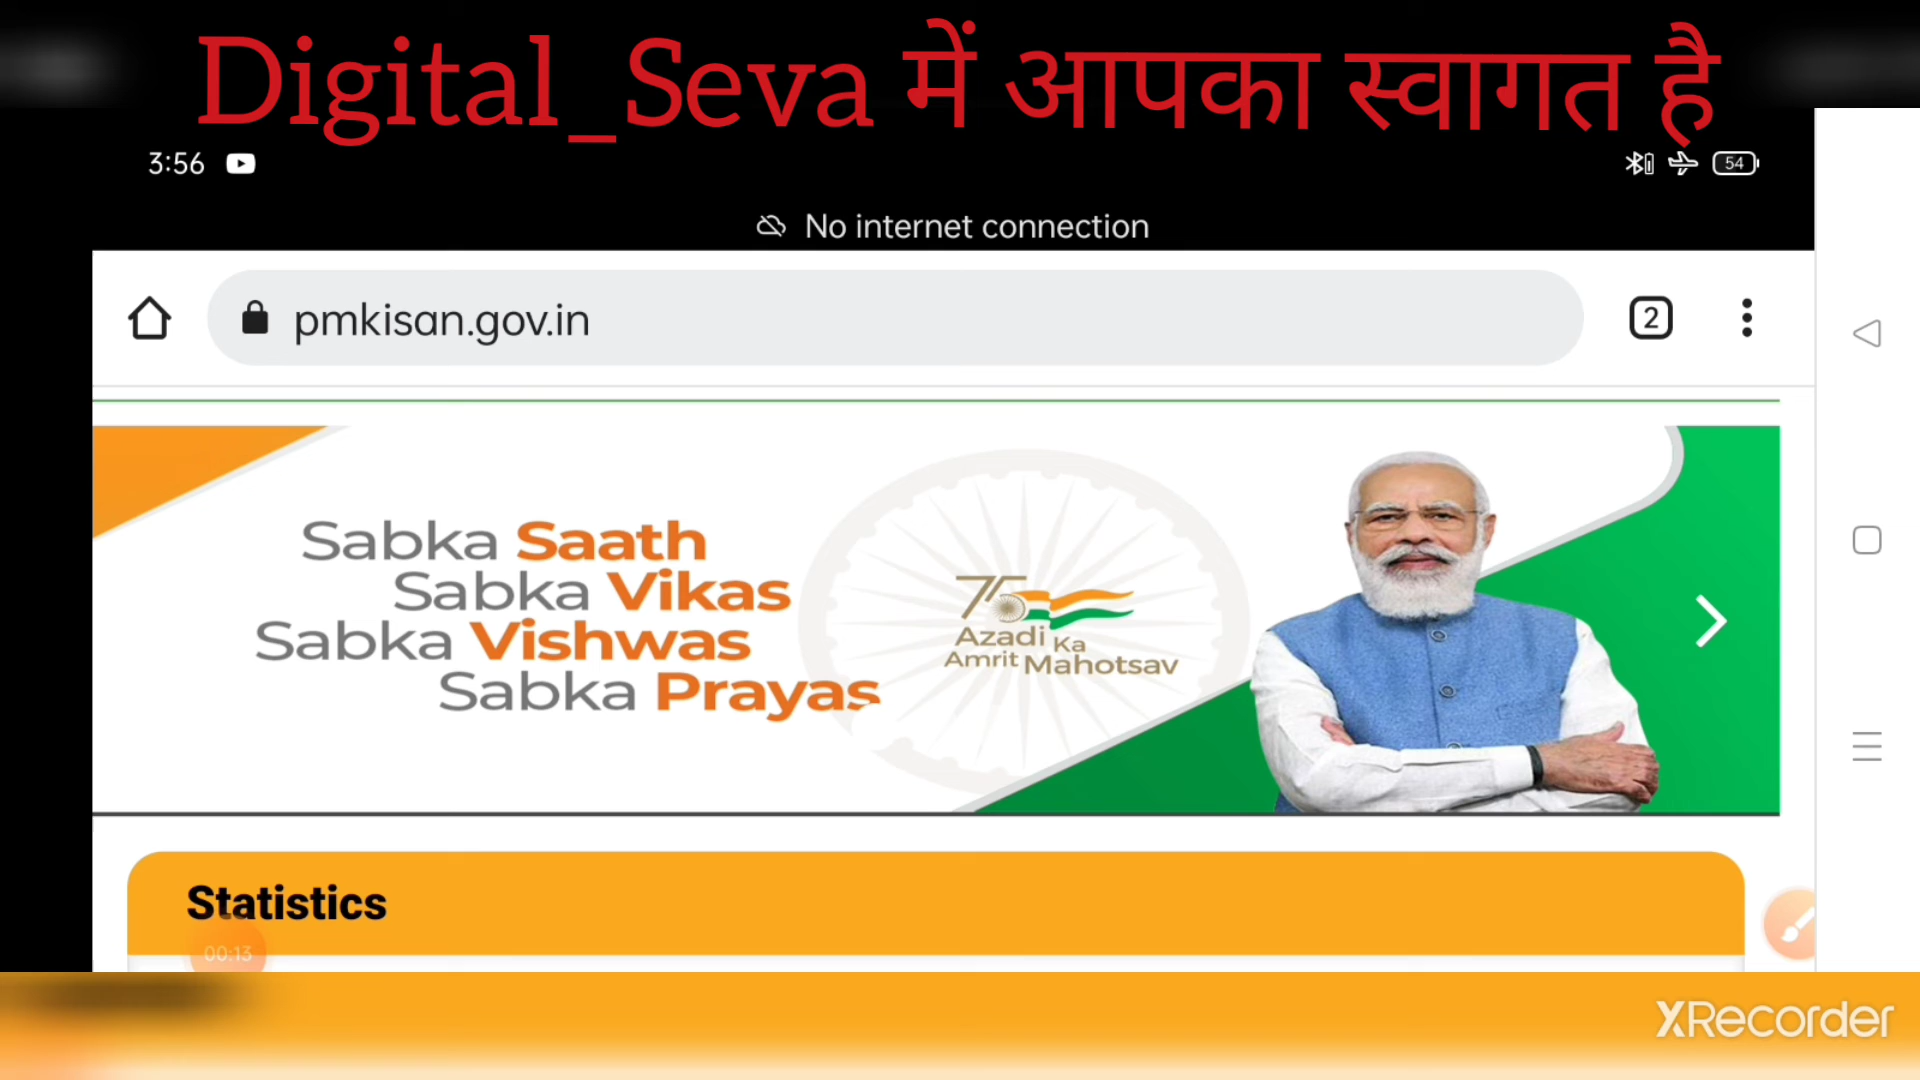 Digital_Seva में आपका स्वागत है
3:56
54
No internet connection
pmkisan.gov.in
2
Sabka Saath
Sabka Vikas
Sabka Vishwas
Sabka Prayas
75
Azadi Ka
Amrit Mahotsav
Statistics
00:13
XRecorder